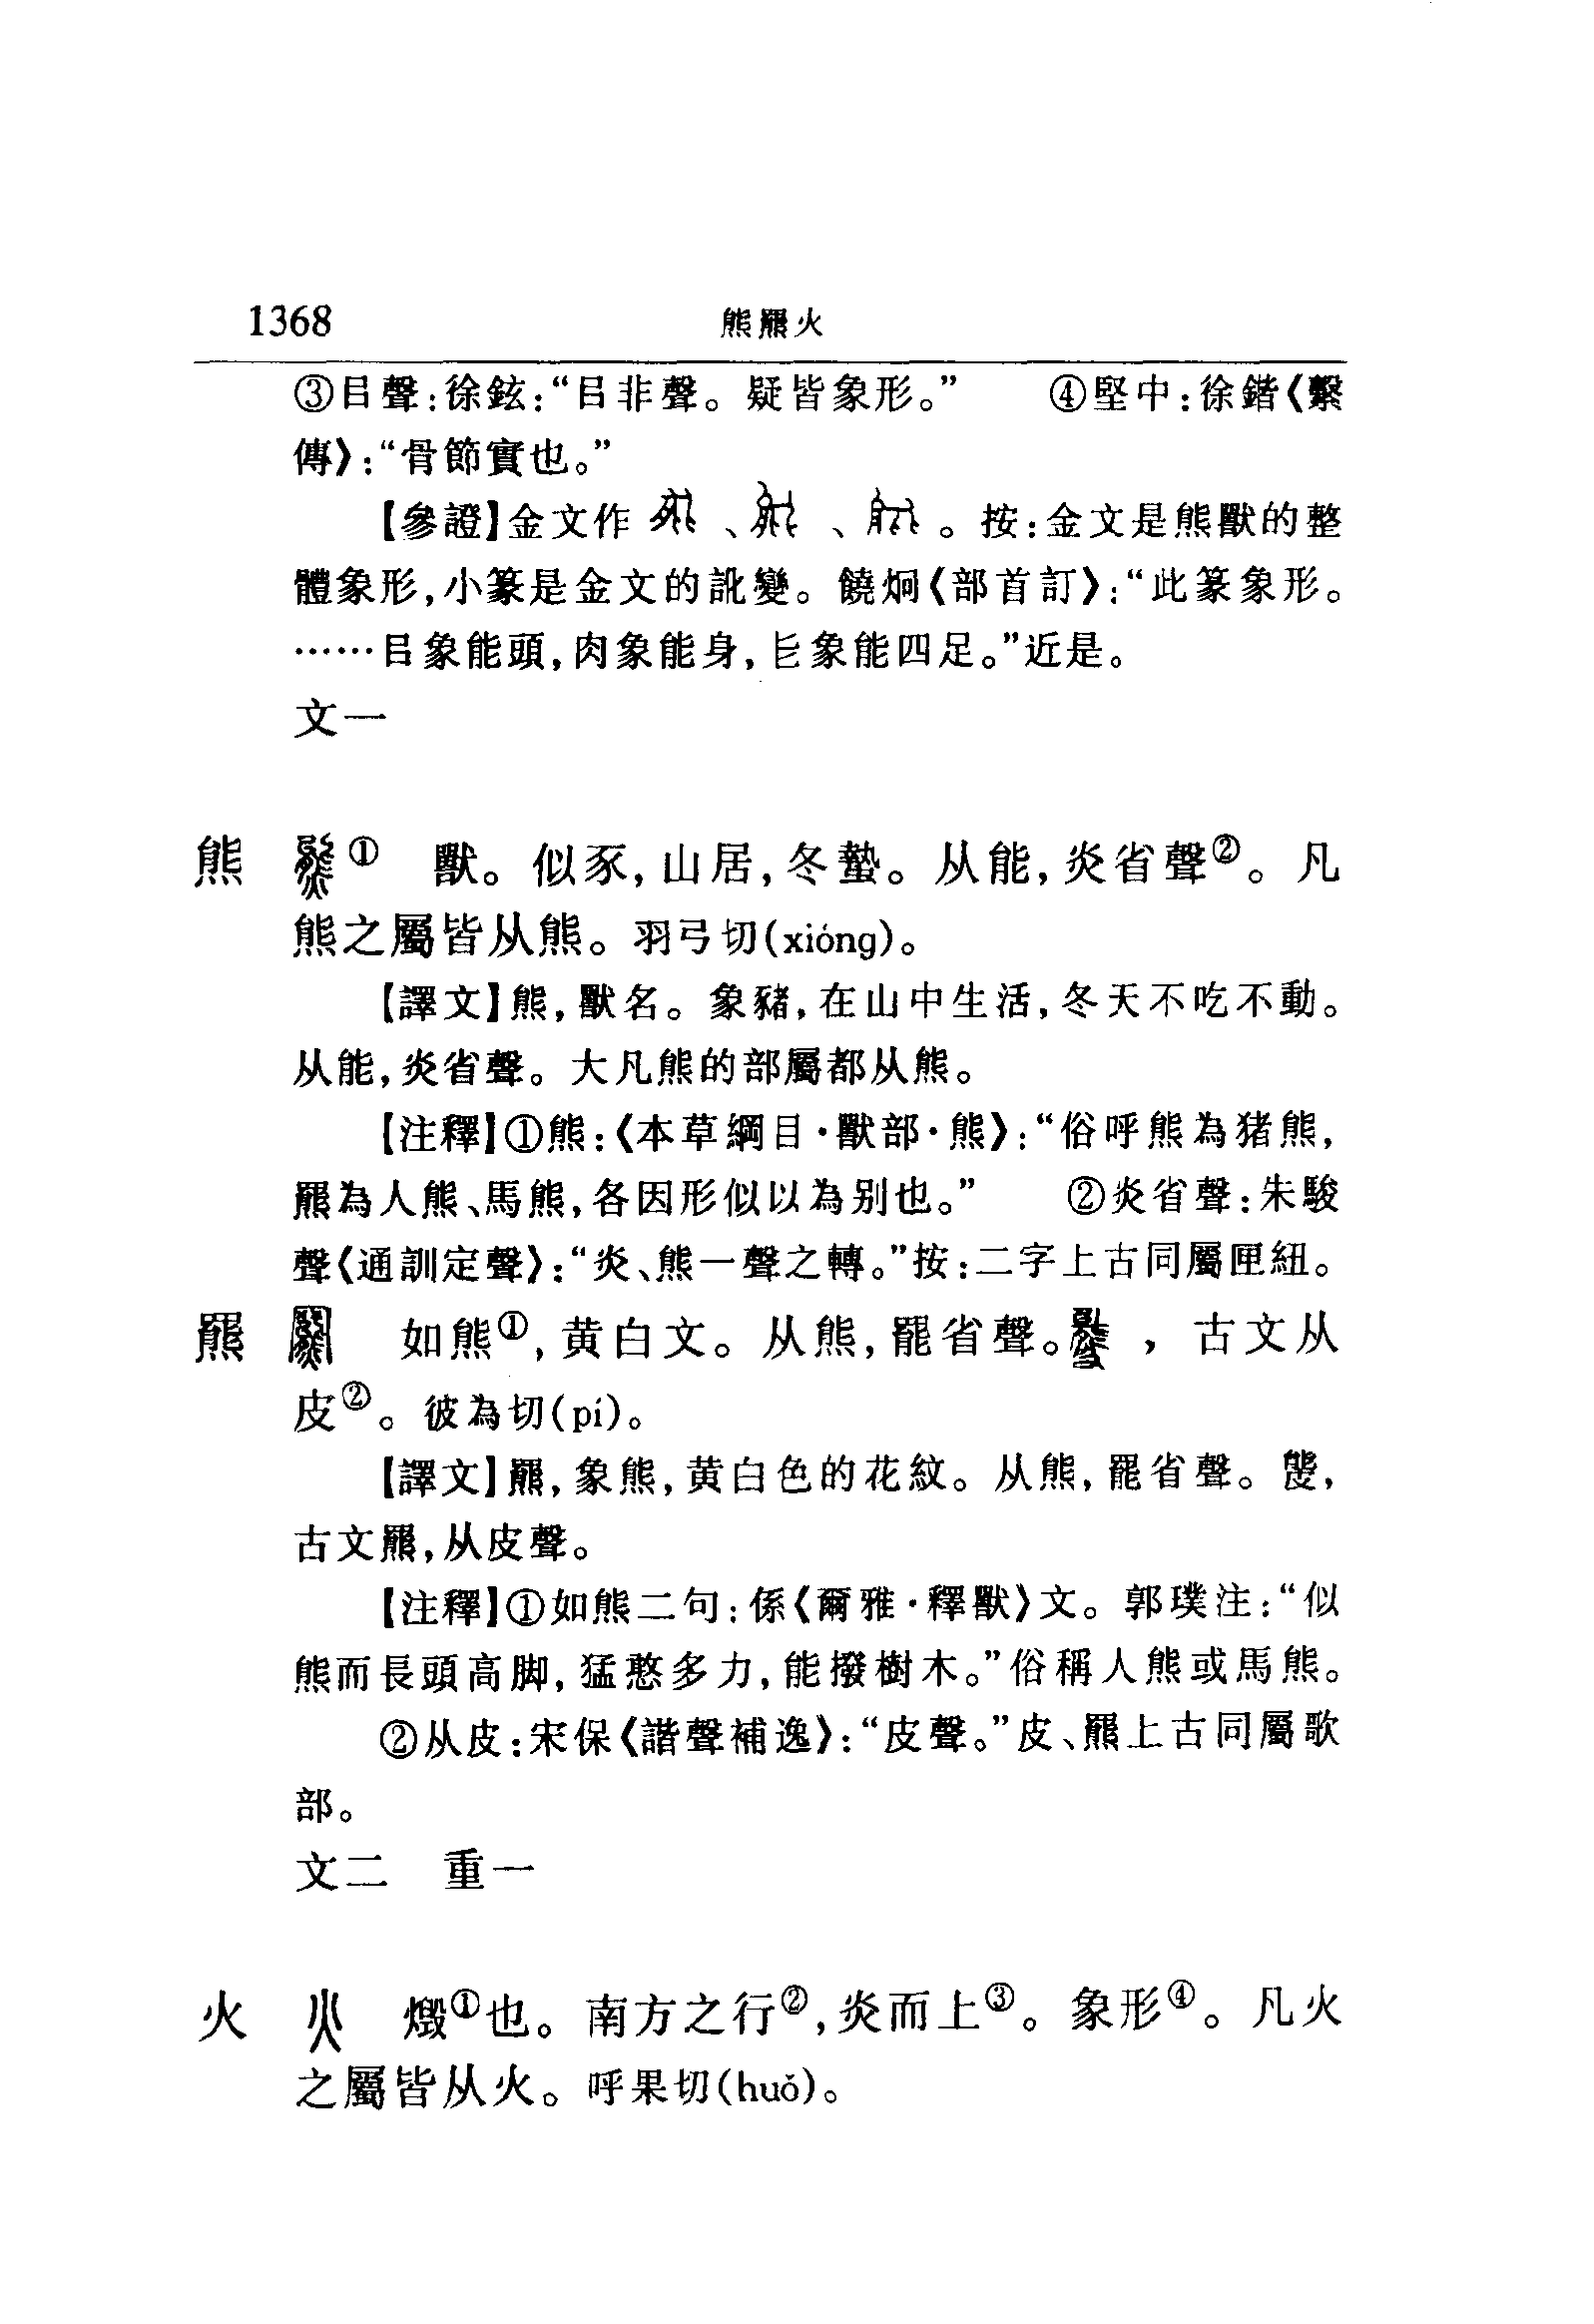 1368 熊羆火
③㠯聲:徐鉉:“㠯非聲。疑皆象形。” ④堅中:徐鍇《繫
傳》:“骨節實也。”
【參證】金文作 、 、 。按:金文是熊獸的整
體象形,小篆是金文的訛變。饒炯《部首訂》:“此篆象形。
……㠯象能頭,肉象能身,㠯象能四足。”近是。
文一
熊 ① 獸。似豕,山居,冬蟄。从能,炎省聲②。凡
熊之屬皆从熊。羽弓切(xióng)。
【譯文】熊,獸名。象豬,在山中生活,冬天不吃不動。
从能,炎省聲。大凡熊的部屬都从熊。
【注釋】①熊:《本草綱目·獸部·熊》:“俗呼熊為猪熊,
羆為人熊、馬熊,各因形似以為别也。” ②炎省聲:朱駿
聲《通訓定聲》:“炎、熊一聲之轉。”按:二字上古同屬匣紐。
羆 如熊①,黄白文。从熊,罷省聲。 ,古文从
皮②。彼為切(pí)。
【譯文】羆,象熊,黄白色的花紋。从熊,罷省聲。 ,
古文羆,从皮聲。
【注釋】①如熊二句:係《爾雅·釋獸》文。郭璞注:“似
熊而長頭高脚,猛憨多力,能撥樹木。”俗稱人熊或馬熊。
②从皮:宋保《諧聲補逸》:“皮聲。”皮、羆上古同屬歌
部。
文二 重一
火 燬①也。南方之行②,炎而上③。象形④。凡火
之屬皆从火。呼果切(huǒ)。